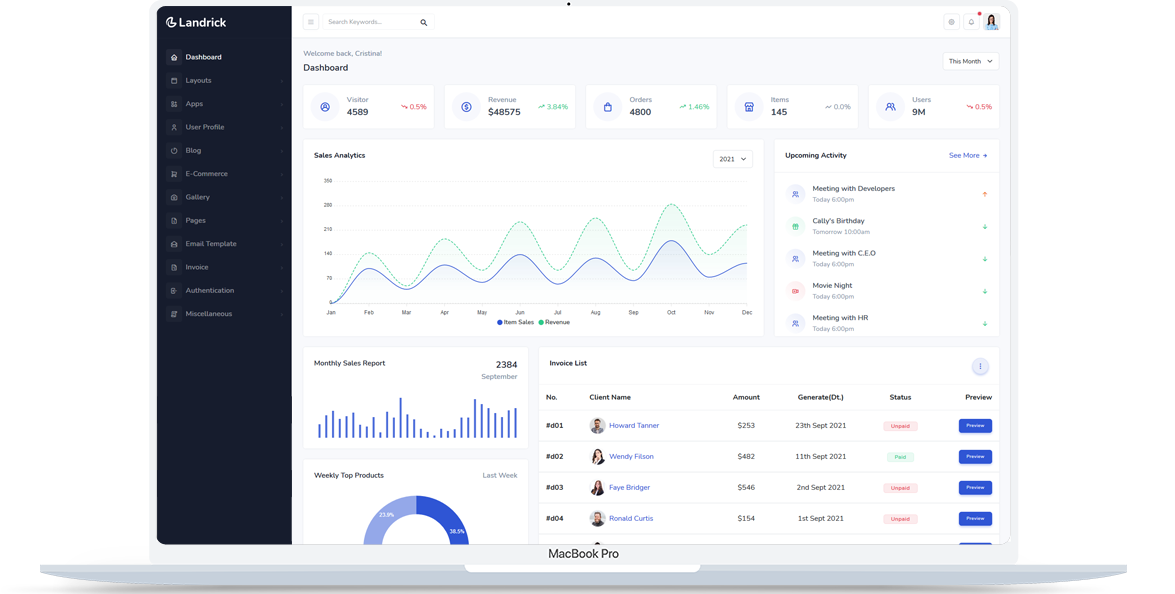 Landrick
Search Keywords...
Dashboard
Layouts
Apps
User Profile
Blog
E-Commerce
Gallery
Pages
Email Template
Invoice
Authentication
Miscellaneous
Welcome back, Cristina!
Dashboard
This Month
Visitor
4589
0.5%
Revenue
$48575
3.84%
Orders
4800
1.46%
Items
145
0.0%
Users
9M
0.5%
Sales Analytics
2021
350
280
210
140
70
0
Jan Feb Mar Apr May Jun Jul Aug Sep Oct Nov Dec
Item Sales Revenue
Upcoming Activity
See More
Meeting with Developers
Today 6:00pm
Cally's Birthday
Tomorrow 10:00am
Meeting with C.E.O
Today 6:00pm
Movie Night
Today 6:00pm
Meeting with HR
Today 6:00pm
Monthly Sales Report
2384
September
Weekly Top Products
Last Week
23.9%
38.5%
Invoice List
No. Client Name Amount Generate(Dt.) Status Preview
#d01 Howard Tanner $253 23th Sept 2021 Unpaid Preview
#d02 Wendy Filson $482 11th Sept 2021 Paid Preview
#d03 Faye Bridger $546 2nd Sept 2021 Unpaid Preview
#d04 Ronald Curtis $154 1st Sept 2021 Unpaid Preview
MacBook Pro